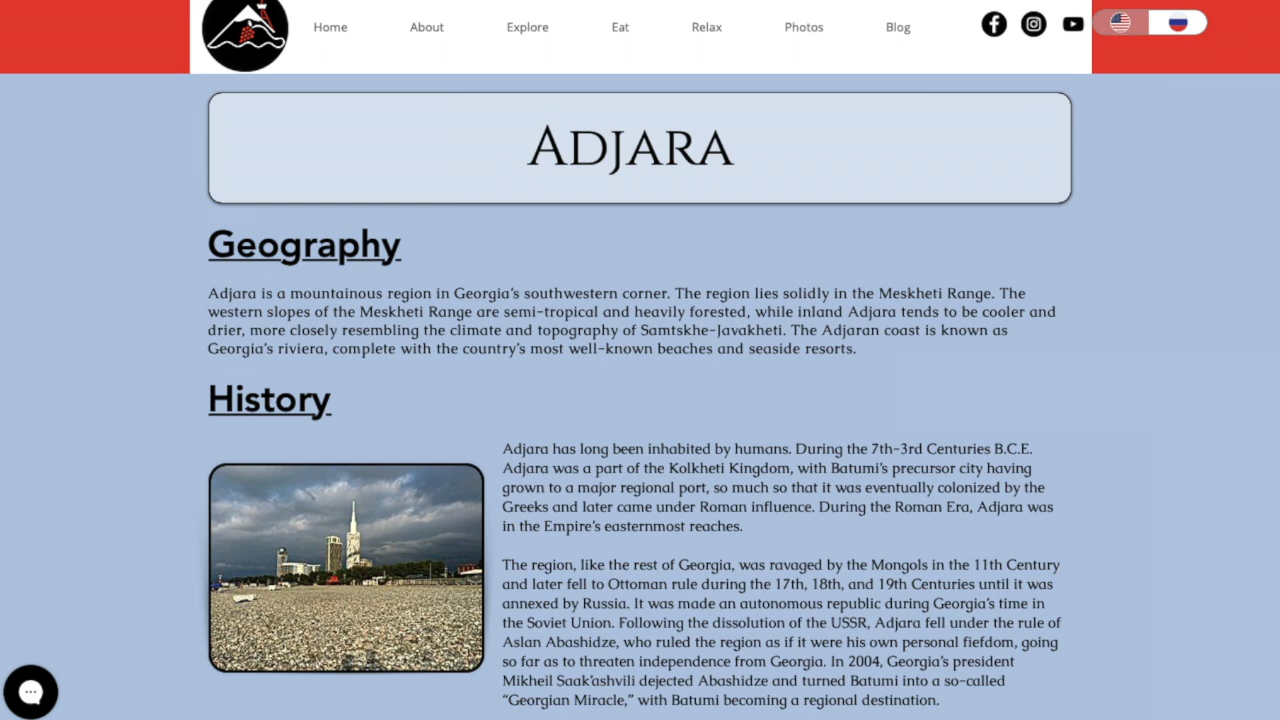 Home About Explore Eat Relax Photos Blog
Adjara
Geography
Adjara is a mountainous region in Georgia's southwestern corner. The region lies solidly in the Meskheti Range. The
western slopes of the Meskheti Range are semi-tropical and heavily forested, while inland Adjara tends to be cooler and
drier, more closely resembling the climate and topography of Samtskhe-Javakheti. The Adjaran coast is known as
Georgia's riviera, complete with the country's most well-known beaches and seaside resorts.
History
Adjara has long been inhabited by humans. During the 7th-3rd Centuries B.C.E.
Adjara was a part of the Kolkheti Kingdom, with Batumi's precursor city having
grown to a major regional port, so much so that it was eventually colonized by the
Greeks and later came under Roman influence. During the Roman Era, Adjara was
in the Empire's easternmost reaches.
The region, like the rest of Georgia, was ravaged by the Mongols in the 11th Century
and later fell to Ottoman rule during the 17th, 18th, and 19th Centuries until it was
annexed by Russia. It was made an autonomous republic during Georgia's time in
the Soviet Union. Following the dissolution of the USSR, Adjara fell under the rule of
Aslan Abashidze, who ruled the region as if it were his own personal fiefdom, going
so far as to threaten independence from Georgia. In 2004, Georgia's president
Mikheil Saak'ashvili dejected Abashidze and turned Batumi into a so-called
“Georgian Miracle,” with Batumi becoming a regional destination.